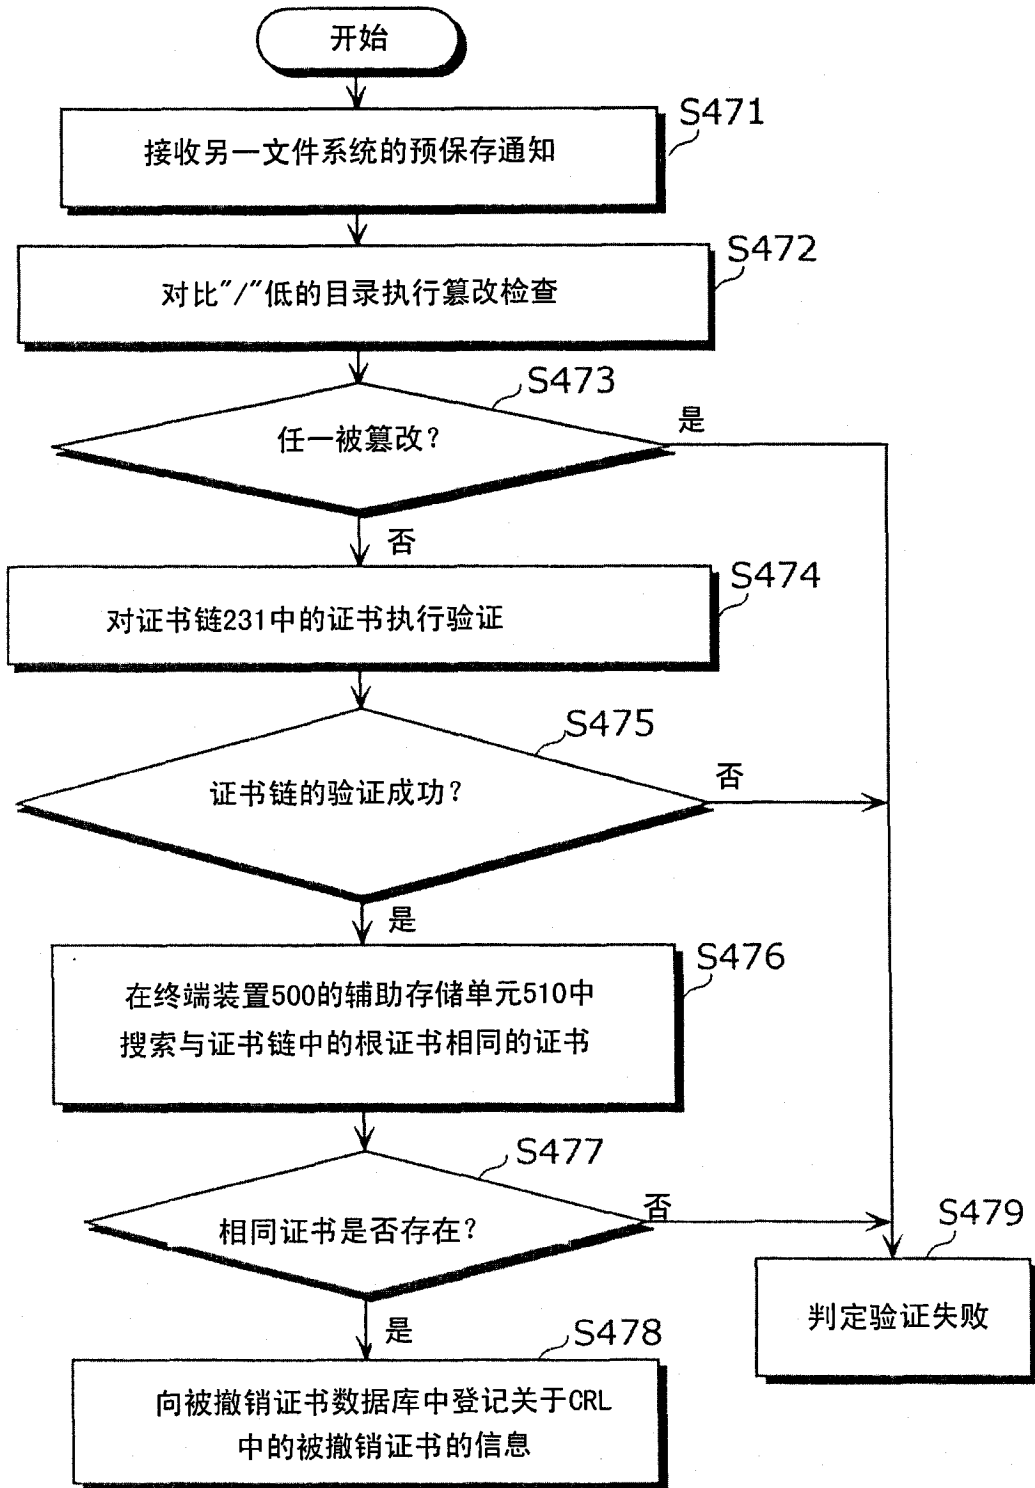 开始
S471
接收另一文件系统的预保存通知
S472
对比"/"低的目录执行篡改检查
S473
任一被篡改？
是
否
S474
对证书链231中的证书执行验证
S475
证书链的验证成功？
否
是
S476
在终端装置500的辅助存储单元510中
搜索与证书链中的根证书相同的证书
S477
相同证书是否存在？
否
S479
判定验证失败
是
S478
向被撤销证书数据库中登记关于CRL
中的被撤销证书的信息